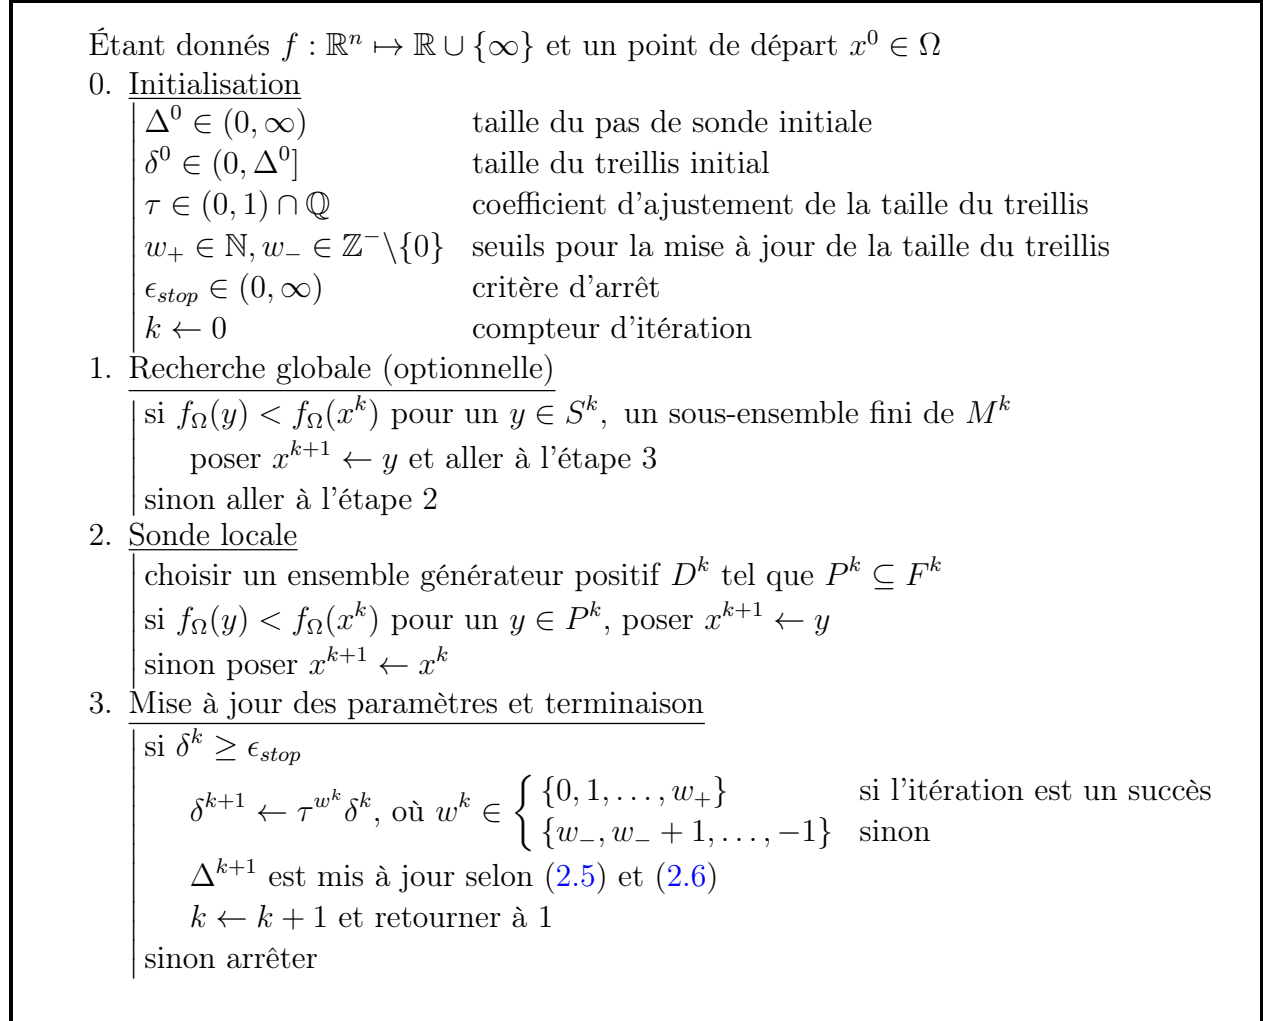 Étant donnés f : ℝⁿ ↦ ℝ ∪ {∞} et un point de départ x⁰ ∈ Ω
0. Initialisation
Δ⁰ ∈ (0, ∞) taille du pas de sonde initiale
δ⁰ ∈ (0, Δ⁰] taille du treillis initial
τ ∈ (0, 1) ∩ ℚ coefficient d'ajustement de la taille du treillis
w₊ ∈ ℕ, w₋ ∈ ℤ⁻\{0} seuils pour la mise à jour de la taille du treillis
ϵ_{stop} ∈ (0, ∞) critère d'arrêt
k ← 0 compteur d'itération
1. Recherche globale (optionnelle)
si f_Ω(y) < f_Ω(x^k) pour un y ∈ S^k, un sous-ensemble fini de M^k
poser x^{k+1} ← y et aller à l'étape 3
sinon aller à l'étape 2
2. Sonde locale
choisir un ensemble générateur positif D^k tel que P^k ⊆ F^k
si f_Ω(y) < f_Ω(x^k) pour un y ∈ P^k, poser x^{k+1} ← y
sinon poser x^{k+1} ← x^k
3. Mise à jour des paramètres et terminaison
si δ^k ≥ ϵ_{stop}
δ^{k+1} ← τ^{w^k} δ^k, où w^k ∈ { {0, 1, . . . , w₊} si l'itération est un succès
{w₋, w₋ + 1, . . . , −1} sinon
Δ^{k+1} est mis à jour selon (2.5) et (2.6)
k ← k + 1 et retourner à 1
sinon arrêter